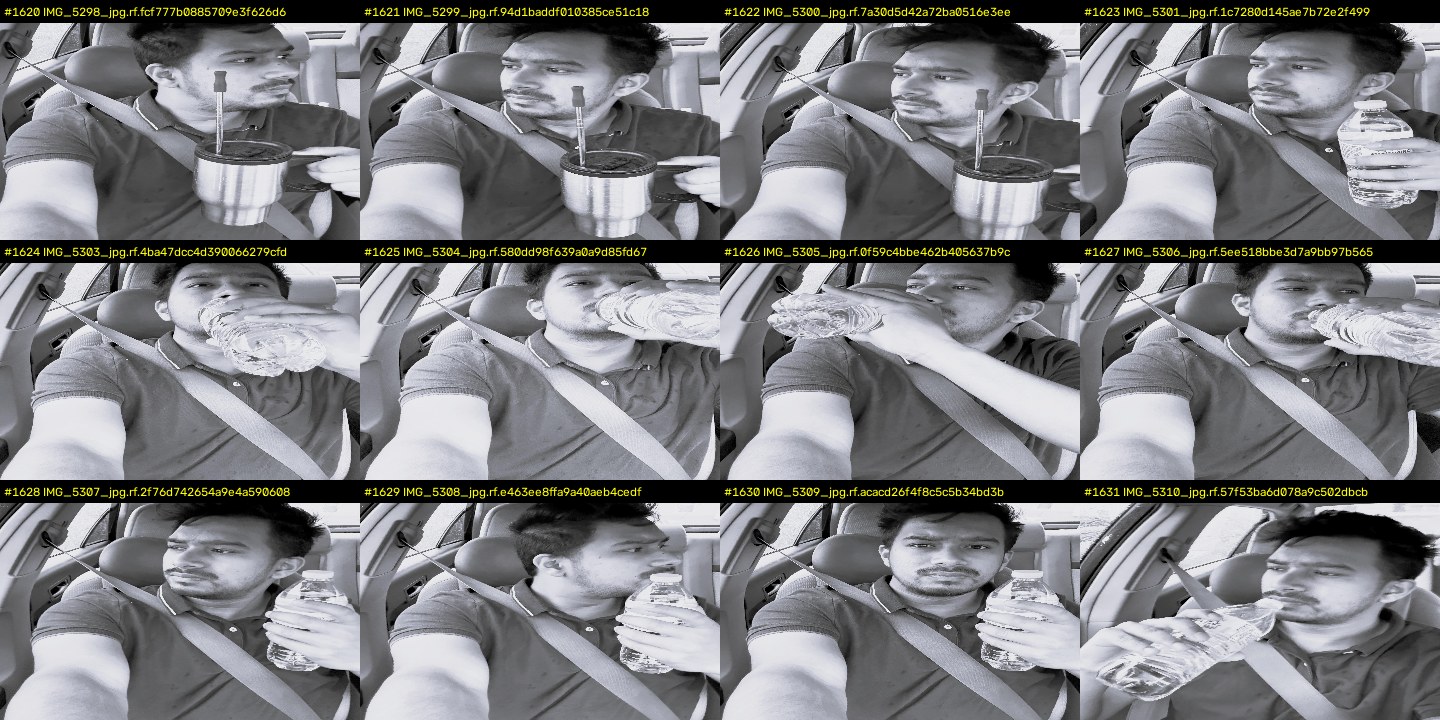 #1620 IMG_5298_jpg.rf.fcf777b0885709e3f626d6
#1621 IMG_5299_jpg.rf.94d1baddf010385ce51c18
#1622 IMG_5300_jpg.rf.7a30d5d42a72ba0516e3ee
#1623 IMG_5301_jpg.rf.1c7280d145ae7b72e2f499
#1624 IMG_5303_jpg.rf.4ba47dcc4d390066279cfd
#1625 IMG_5304_jpg.rf.580dd98f639a0a9d85fd67
#1626 IMG_5305_jpg.rf.0f59c4bbe462b405637b9c
#1627 IMG_5306_jpg.rf.5ee518bbe3d7a9bb97b565
#1628 IMG_5307_jpg.rf.2f76d742654a9e4a590608
#1629 IMG_5308_jpg.rf.e463ee8ffa9a40aeb4cedf
#1630 IMG_5309_jpg.rf.acacd26f4f8c5c5b34bd3b
#1631 IMG_5310_jpg.rf.57f53ba6d078a9c502dbcb